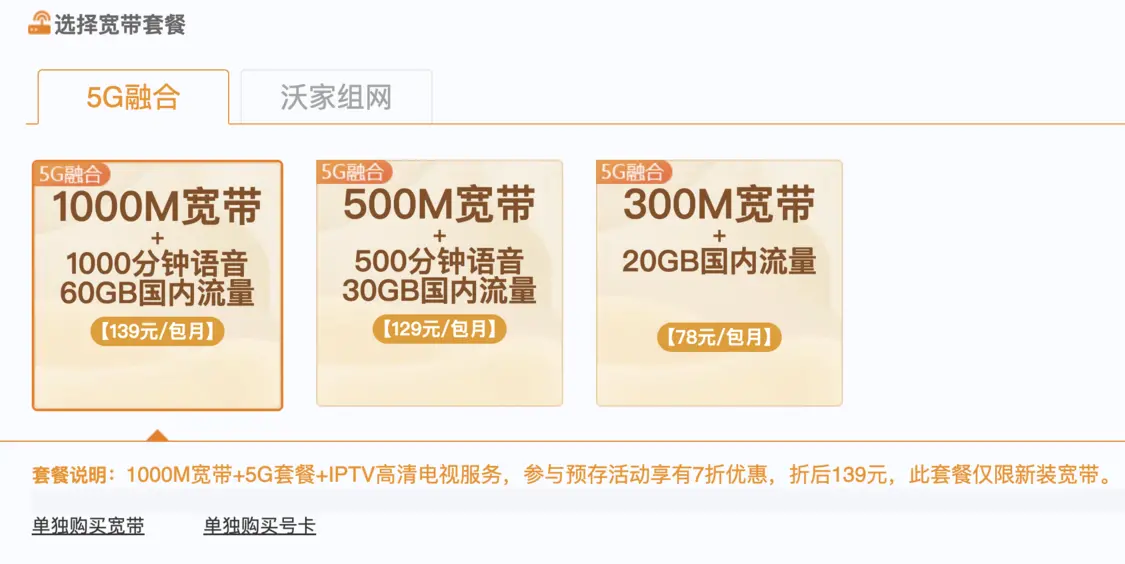 选择宽带套餐
5G融合
沃家组网
5G融合
1000M宽带
+
1000分钟语音
60GB国内流量
【139元/包月】
5G融合
500M宽带
+
500分钟语音
30GB国内流量
【129元/包月】
5G融合
300M宽带
+
20GB国内流量
【78元/包月】
套餐说明：1000M宽带+5G套餐+IPTV高清电视服务，参与预存活动享有7折优惠，折后139元，此套餐仅限新装宽带。
单独购买宽带
单独购买号卡